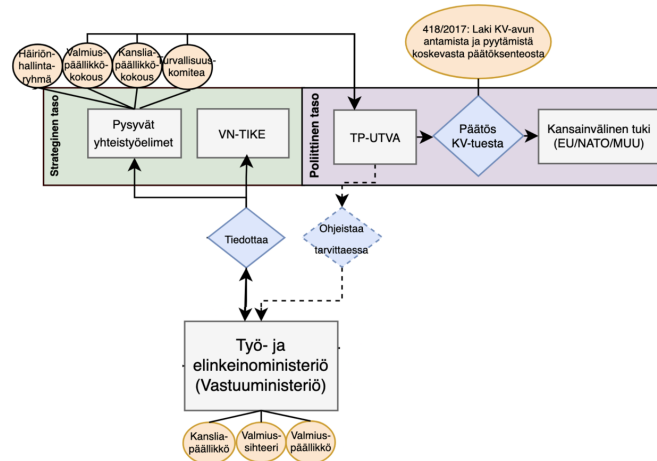 418/2017: Laki KV-avun
antamista ja pyytämistä
koskevasta päätöksenteosta
Häiriön-
hallinta-
ryhmä
Valmius-
päällikkö-
kokous
Kanslia-
päällikkö-
kokous
Turvallisuus-
komitea
Strateginen taso
Pysyvät
yhteistyöelimet
VN-TIKE
Poliittinen taso
TP-UTVA
Päätös
KV-tuesta
Kansainvälinen tuki
(EU/NATO/MUU)
Tiedottaa
Ohjeistaa
tarvittaessa
Työ- ja
elinkeinoministeriö
(Vastuuministeriö)
Kanslia-
päällikkö
Valmius-
sihteeri
Valmius-
päällikkö